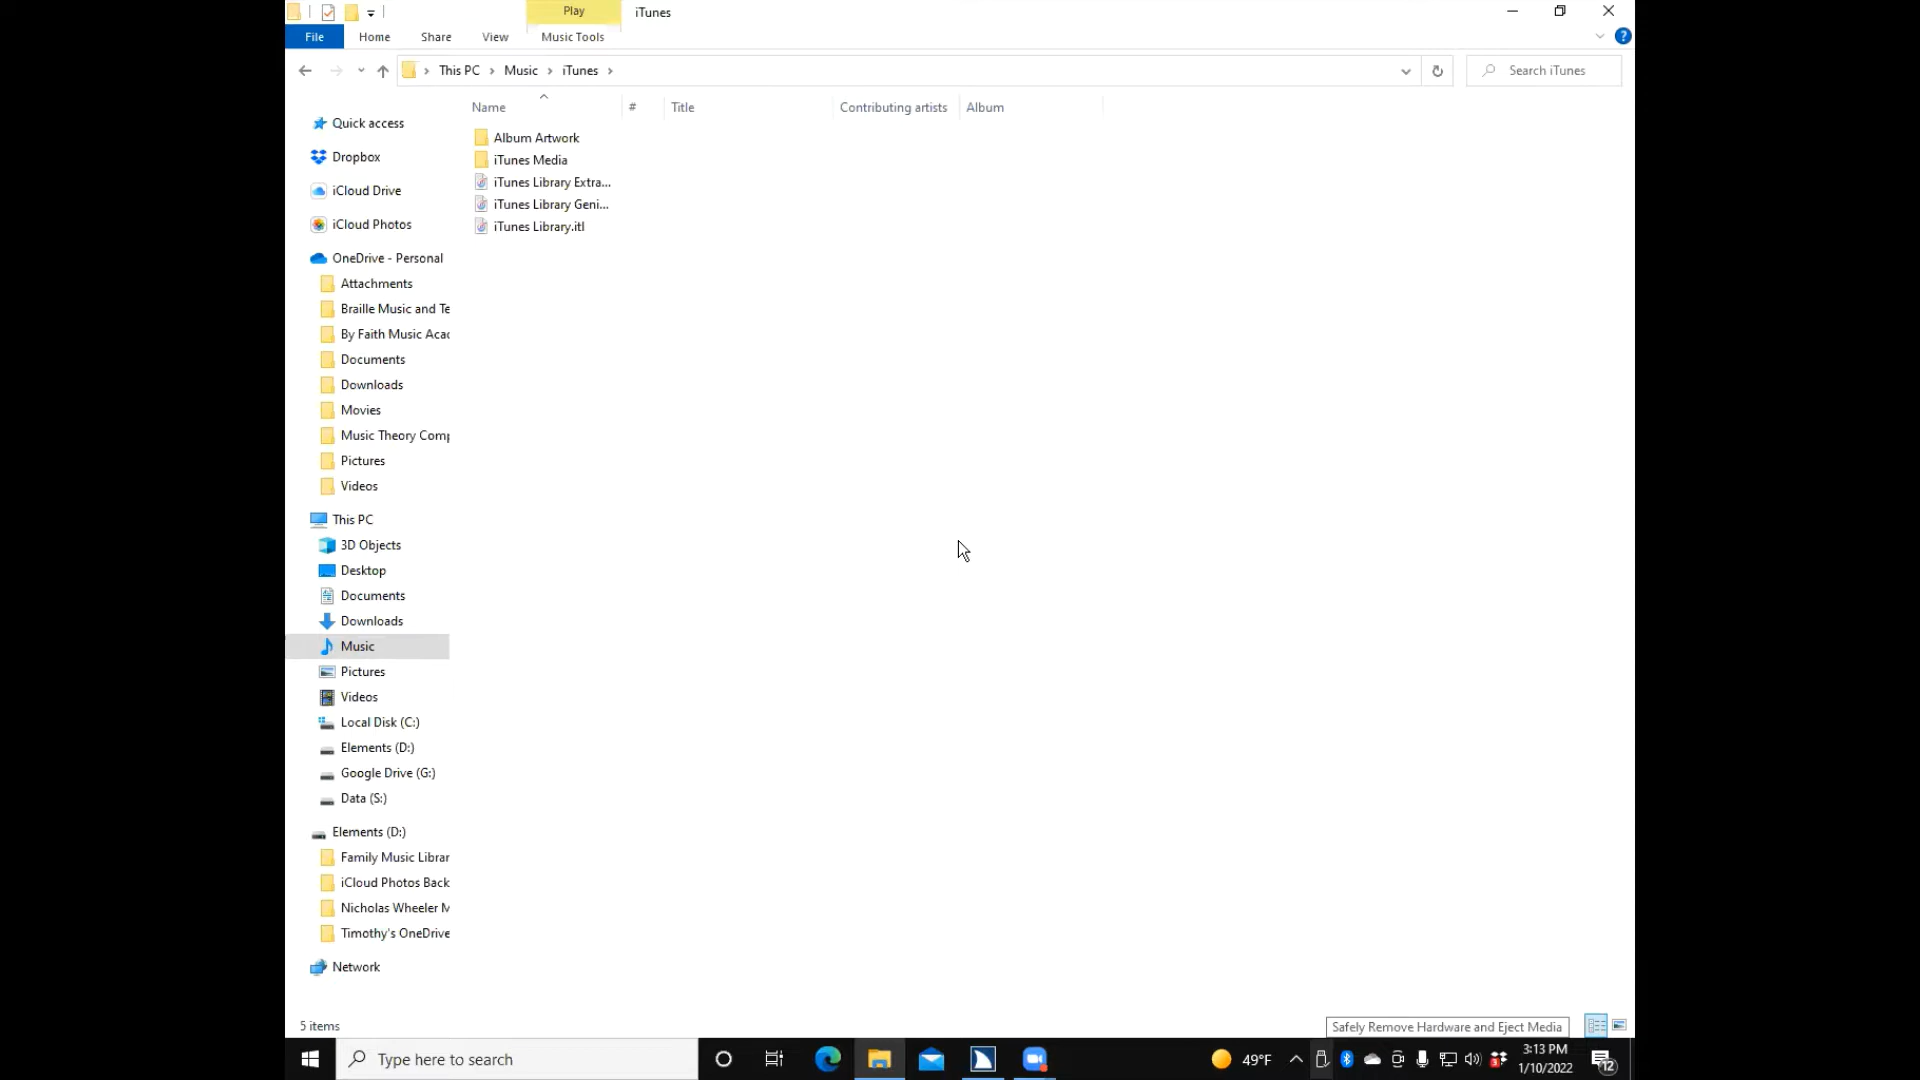 Play
iTunes
File
Home
Share
View
Music Tools
This PC
Music
iTunes
Search iTunes
Name
#
Title
Contributing artists
Album
Quick access
Dropbox
iCloud Drive
iCloud Photos
OneDrive - Personal
Attachments
Braille Music and Te
By Faith Music Acac
Documents
Downloads
Movies
Music Theory Comp
Pictures
Videos
This PC
3D Objects
Desktop
Documents
Downloads
Music
Pictures
Videos
Local Disk (C:)
Elements (D:)
Google Drive (G:)
Data (S:)
Elements (D:)
Family Music Librar
iCloud Photos Back
Nicholas Wheeler M
Timothy's OneDrive
Network
Album Artwork
iTunes Media
iTunes Library Extra...
iTunes Library Geni...
iTunes Library.itl
5 items
Safely Remove Hardware and Eject Media
Type here to search
49°F
3:13 PM
1/10/2022
12